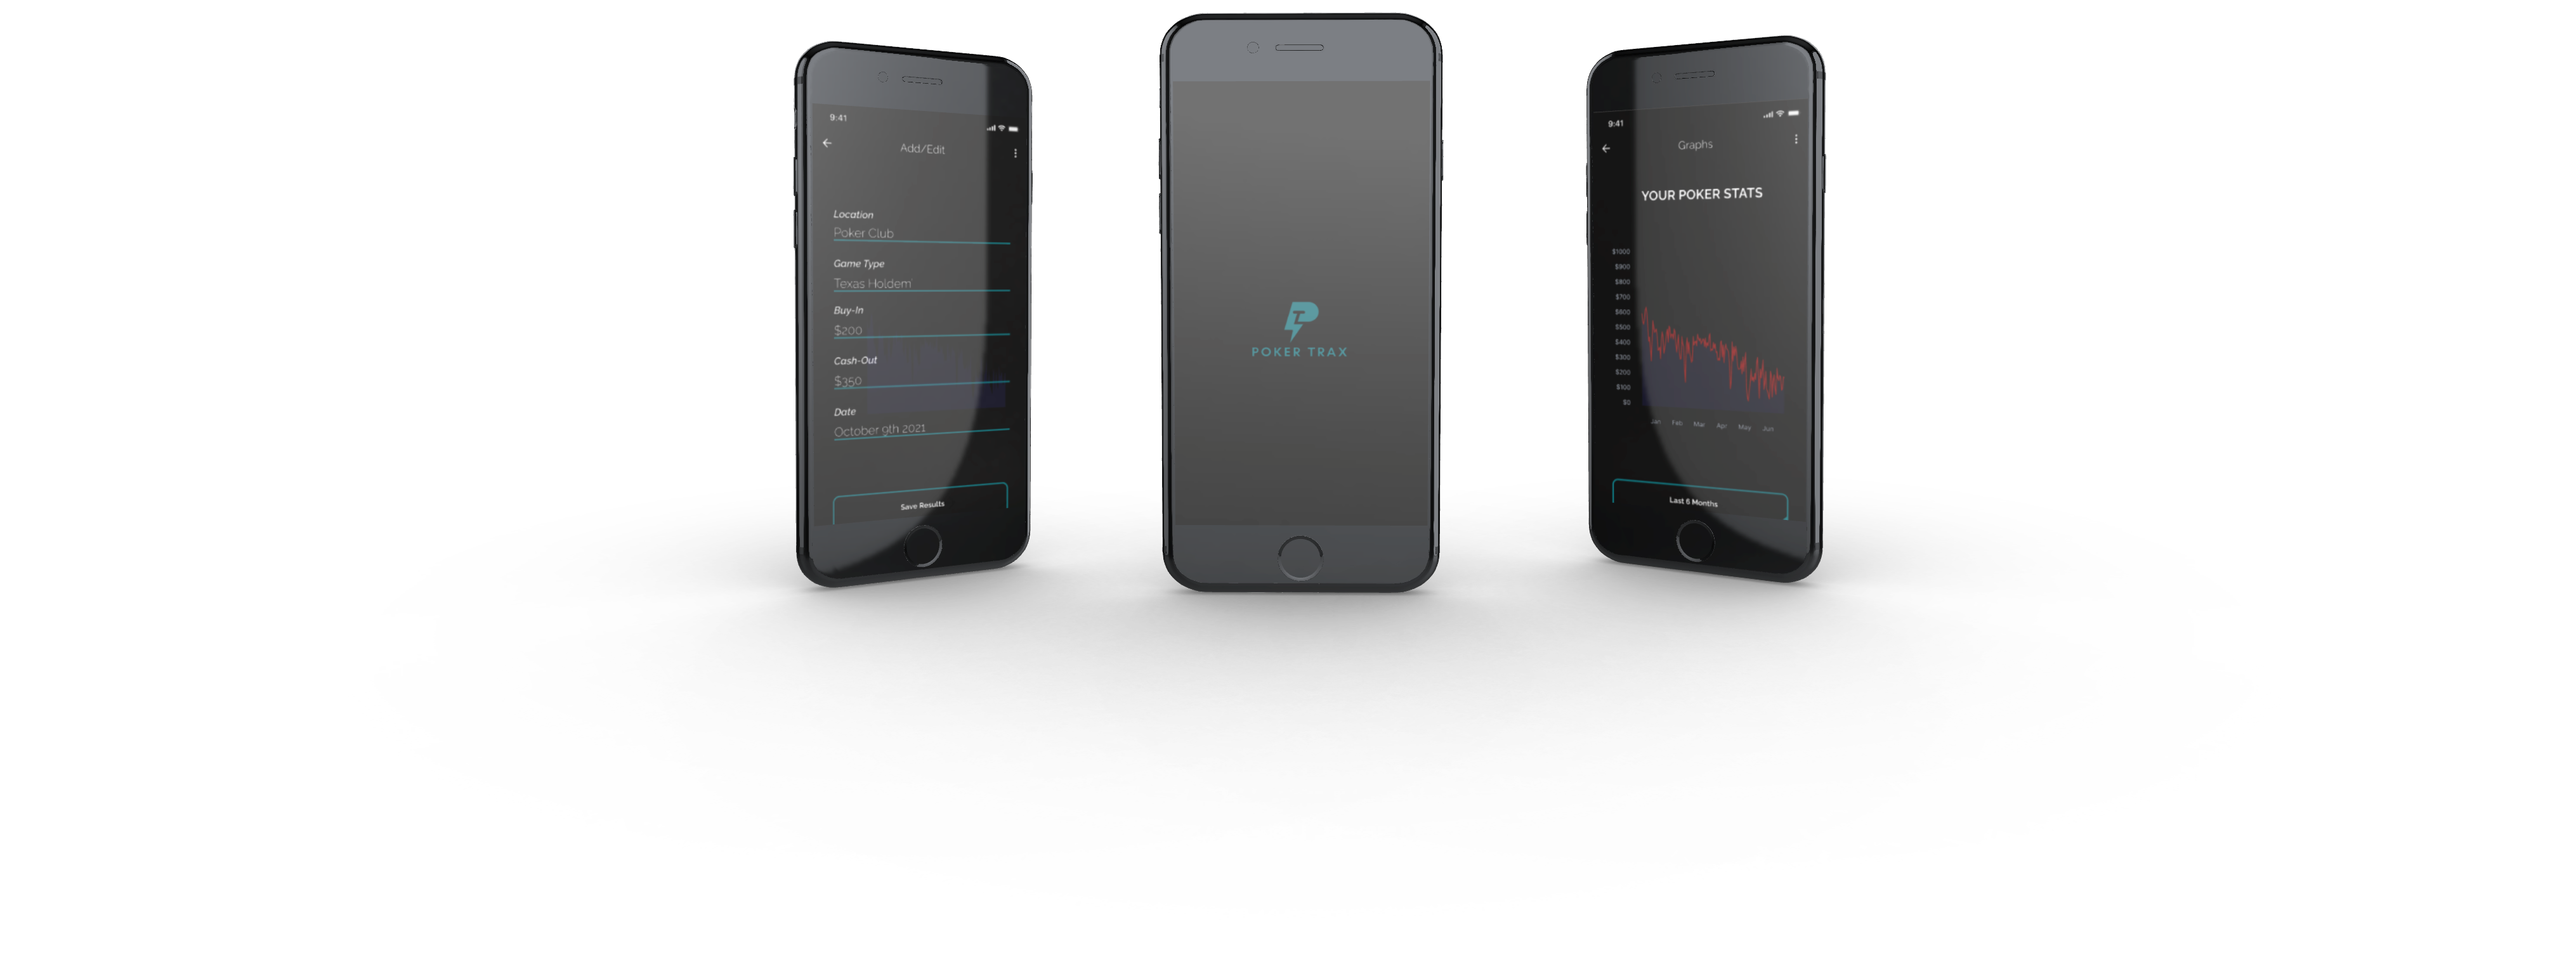 9:41
Add/Edit
Location
Poker Club
Game Type
Texas Holdem
Buy-In
$200
Cash-Out
$350
Date
October 9th 2021
Save Results
PT
POKER TRAX
9:41
Graphs
YOUR POKER STATS
$1000
$900
$800
$700
$600
$500
$400
$300
$200
$100
$0
Jan Feb Mar Apr May Jun
Last 6 Months